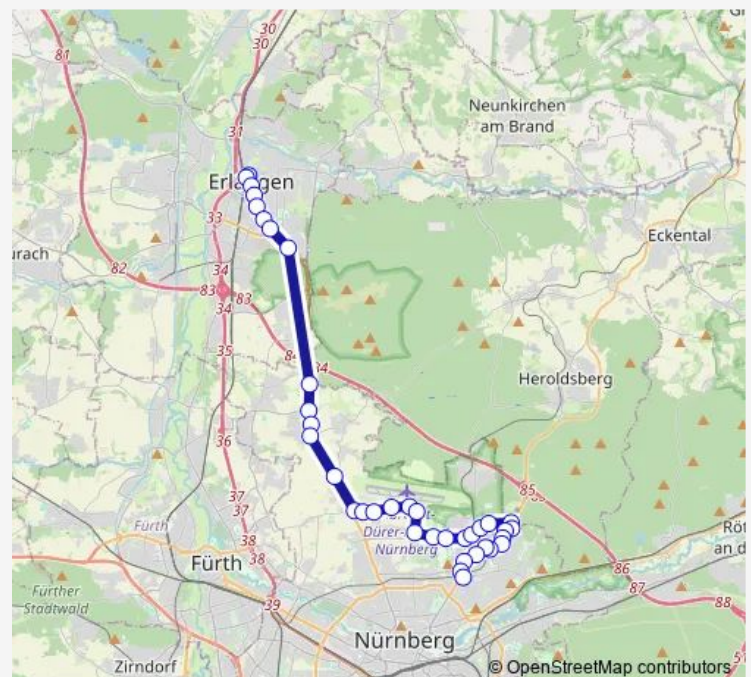 81
30
30
31
Neunkirchen
am Brand
Erlangen
33
Eckental
urach
82
34
83
83
34
35
84
34
Heroldsberg
36
85
37
37
Fürth
38
38
Dürer-
Nürnberg
Fürth
Röt
an d
86
Fürther
Stadtwald
39
87
88
Nürnberg
Zirndorf
© OpenStreetMap contributors